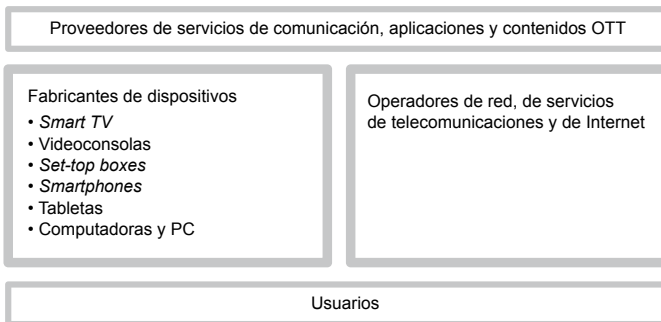 Proveedores de servicios de comunicación, aplicaciones y contenidos OTT
Fabricantes de dispositivos
• Smart TV
• Videoconsolas
• Set-top boxes
• Smartphones
• Tabletas
• Computadoras y PC
Operadores de red, de servicios
de telecomunicaciones y de Internet
Usuarios